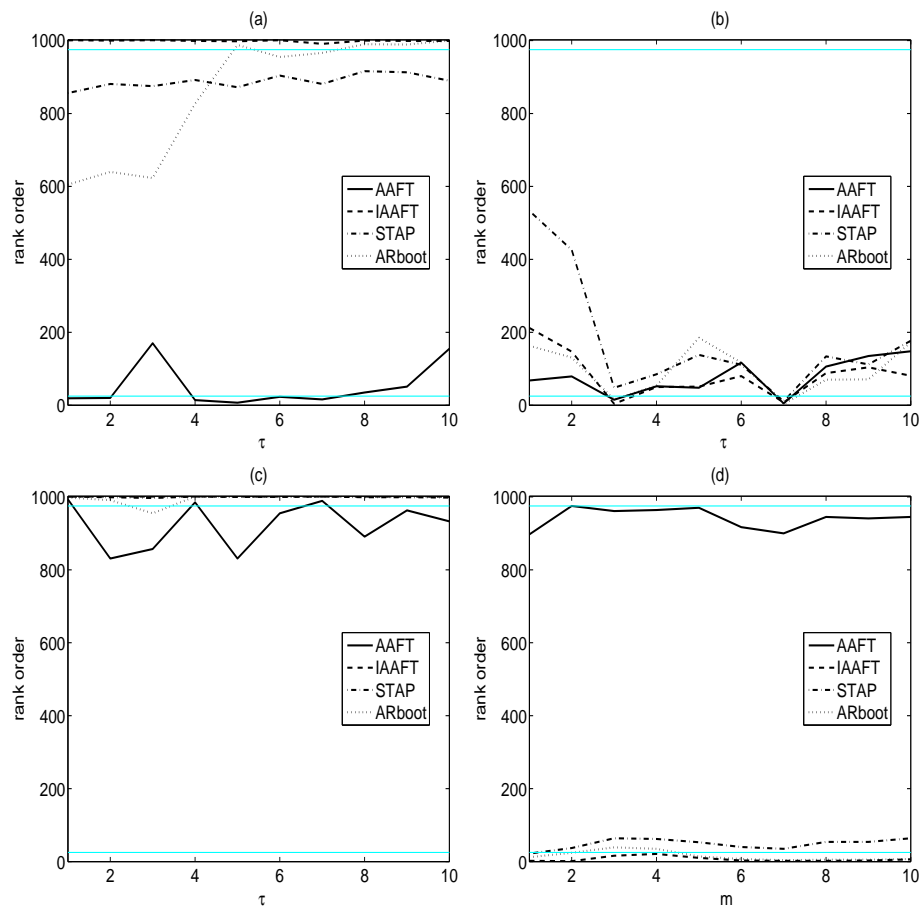 (a)
1000
800
600
400
200
0
rank order
AAFT
IAAFT
STAP
ARboot
2 4 6 8 10
τ
(b)
1000
800
600
400
200
0
rank order
AAFT
IAAFT
STAP
ARboot
2 4 6 8 10
τ
(c)
1000
800
600
400
200
0
rank order
AAFT
IAAFT
STAP
ARboot
2 4 6 8 10
τ
(d)
1000
800
600
400
200
0
rank order
AAFT
IAAFT
STAP
ARboot
2 4 6 8 10
m